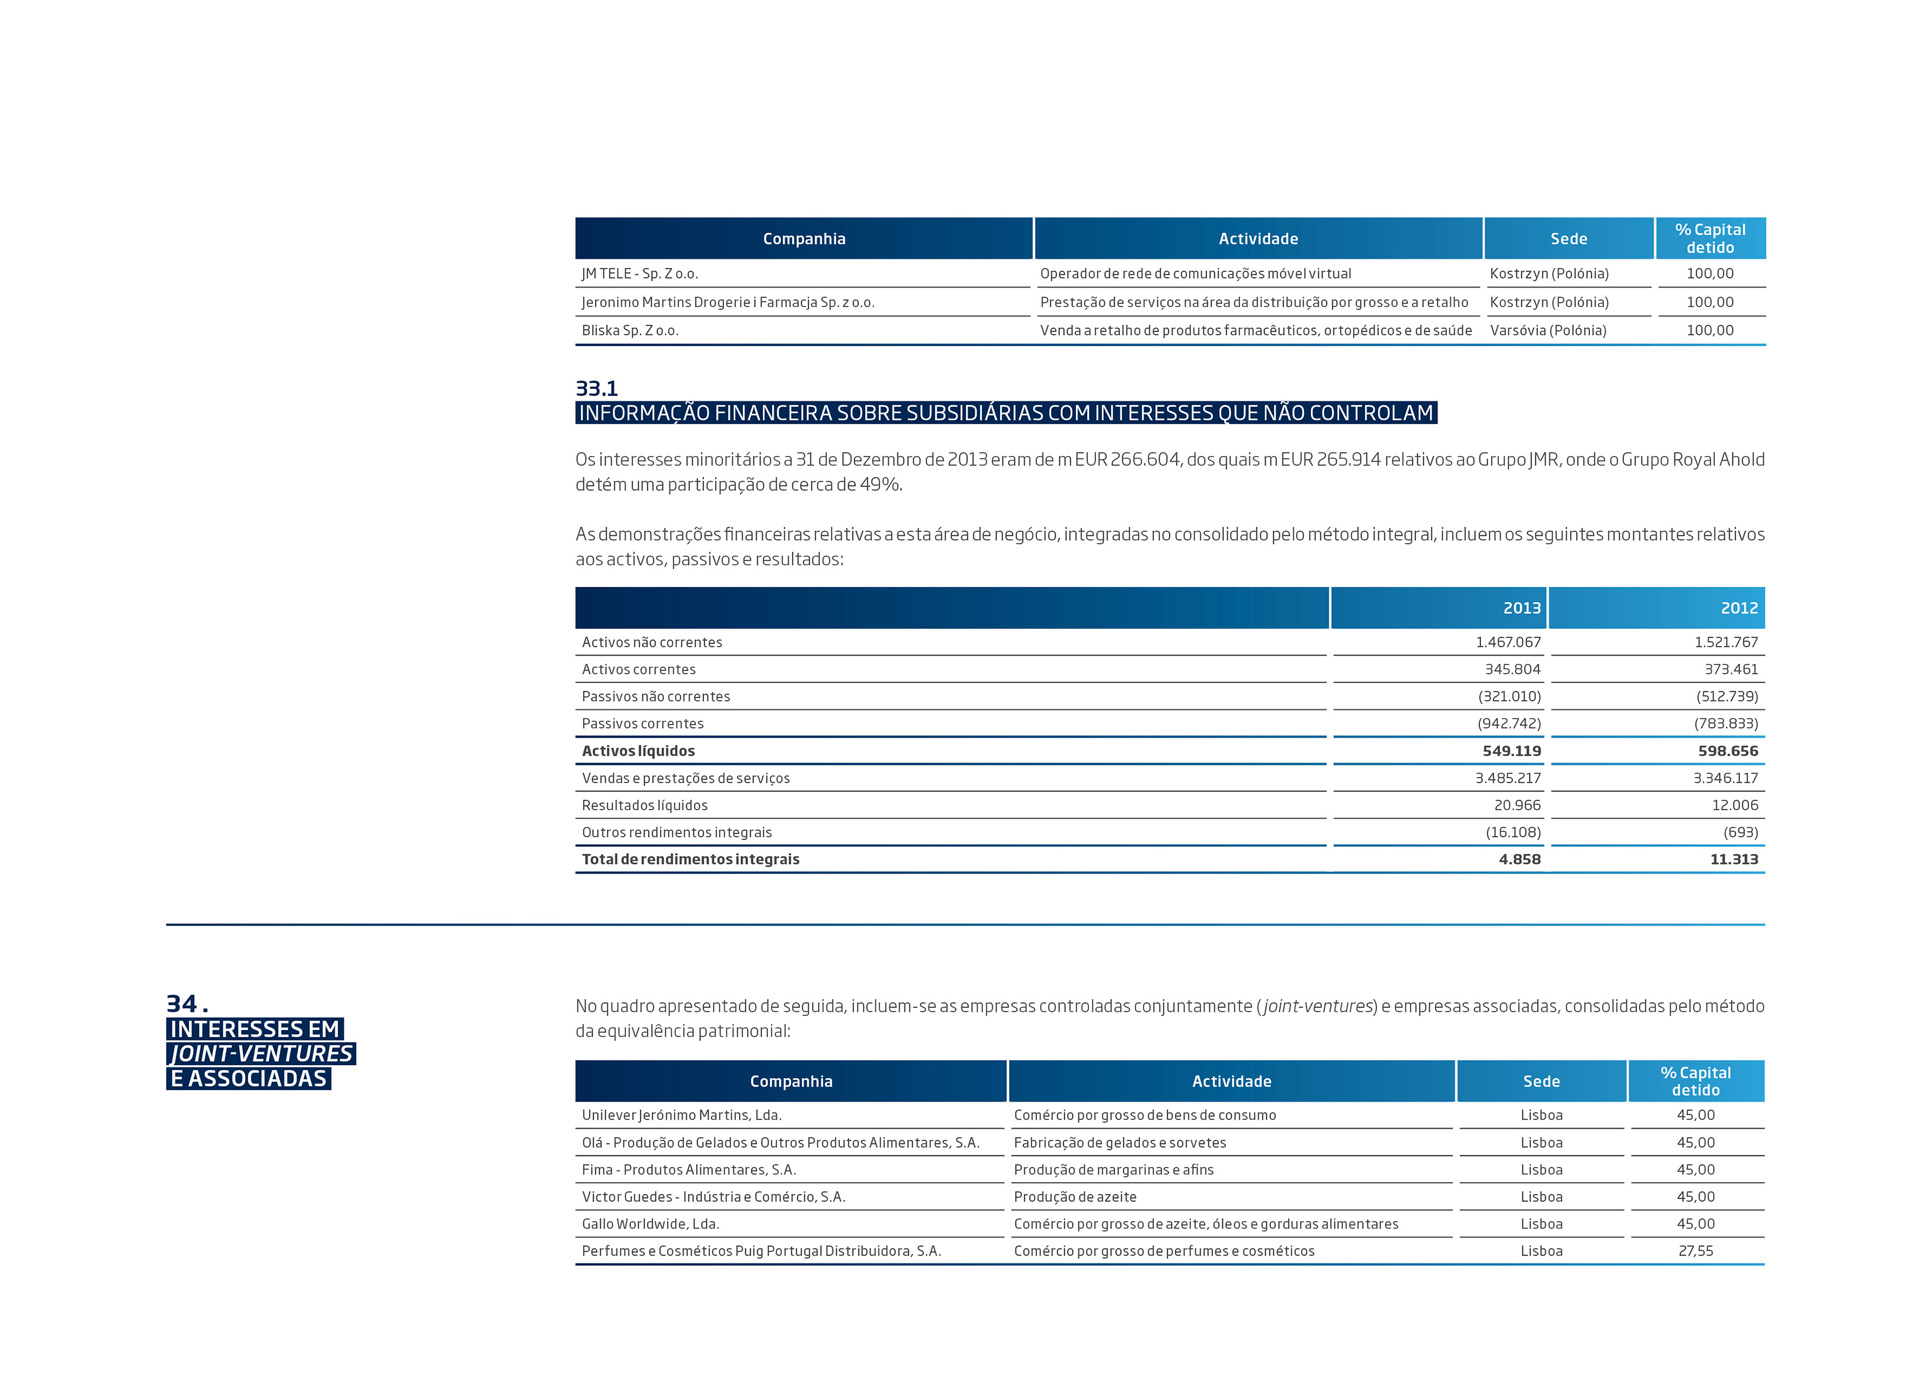 Companhia Actividade Sede % Capital detido
JM TELE - Sp. Z o.o. Operador de rede de comunicações móvel virtual Kostrzyn (Polónia) 100,00
Jeronimo Martins Drogerie i Farmacja Sp. z o.o. Prestação de serviços na área da distribuição por grosso e a retalho Kostrzyn (Polónia) 100,00
Bliska Sp. Z o.o. Venda a retalho de produtos farmacêuticos, ortopédicos e de saúde Varsóvia (Polónia) 100,00
33.1
INFORMAÇÃO FINANCEIRA SOBRE SUBSIDIÁRIAS COM INTERESSES QUE NÃO CONTROLAM
Os interesses minoritários a 31 de Dezembro de 2013 eram de m EUR 266.604, dos quais m EUR 265.914 relativos ao Grupo JMR, onde o Grupo Royal Ahold
detém uma participação de cerca de 49%.
As demonstrações financeiras relativas a esta área de negócio, integradas no consolidado pelo método integral, incluem os seguintes montantes relativos
aos activos, passivos e resultados:
2013 2012
Activos não correntes 1.467.067 1.521.767
Activos correntes 345.804 373.461
Passivos não correntes (321.010) (512.739)
Passivos correntes (942.742) (783.833)
Activos líquidos 549.119 598.656
Vendas e prestações de serviços 3.485.217 3.346.117
Resultados líquidos 20.966 12.006
Outros rendimentos integrais (16.108) (693)
Total de rendimentos integrais 4.858 11.313
34 .
INTERESSES EM
JOINT-VENTURES
E ASSOCIADAS
No quadro apresentado de seguida, incluem-se as empresas controladas conjuntamente (joint-ventures) e empresas associadas, consolidadas pelo método
da equivalência patrimonial:
Companhia Actividade Sede % Capital detido
Unilever Jerónimo Martins, Lda. Comércio por grosso de bens de consumo Lisboa 45,00
Olá - Produção de Gelados e Outros Produtos Alimentares, S.A. Fabricação de gelados e sorvetes Lisboa 45,00
Fima - Produtos Alimentares, S.A. Produção de margarinas e afins Lisboa 45,00
Victor Guedes - Indústria e Comércio, S.A. Produção de azeite Lisboa 45,00
Gallo Worldwide, Lda. Comércio por grosso de azeite, óleos e gorduras alimentares Lisboa 45,00
Perfumes e Cosméticos Puig Portugal Distribuidora, S.A. Comércio por grosso de perfumes e cosméticos Lisboa 27,55